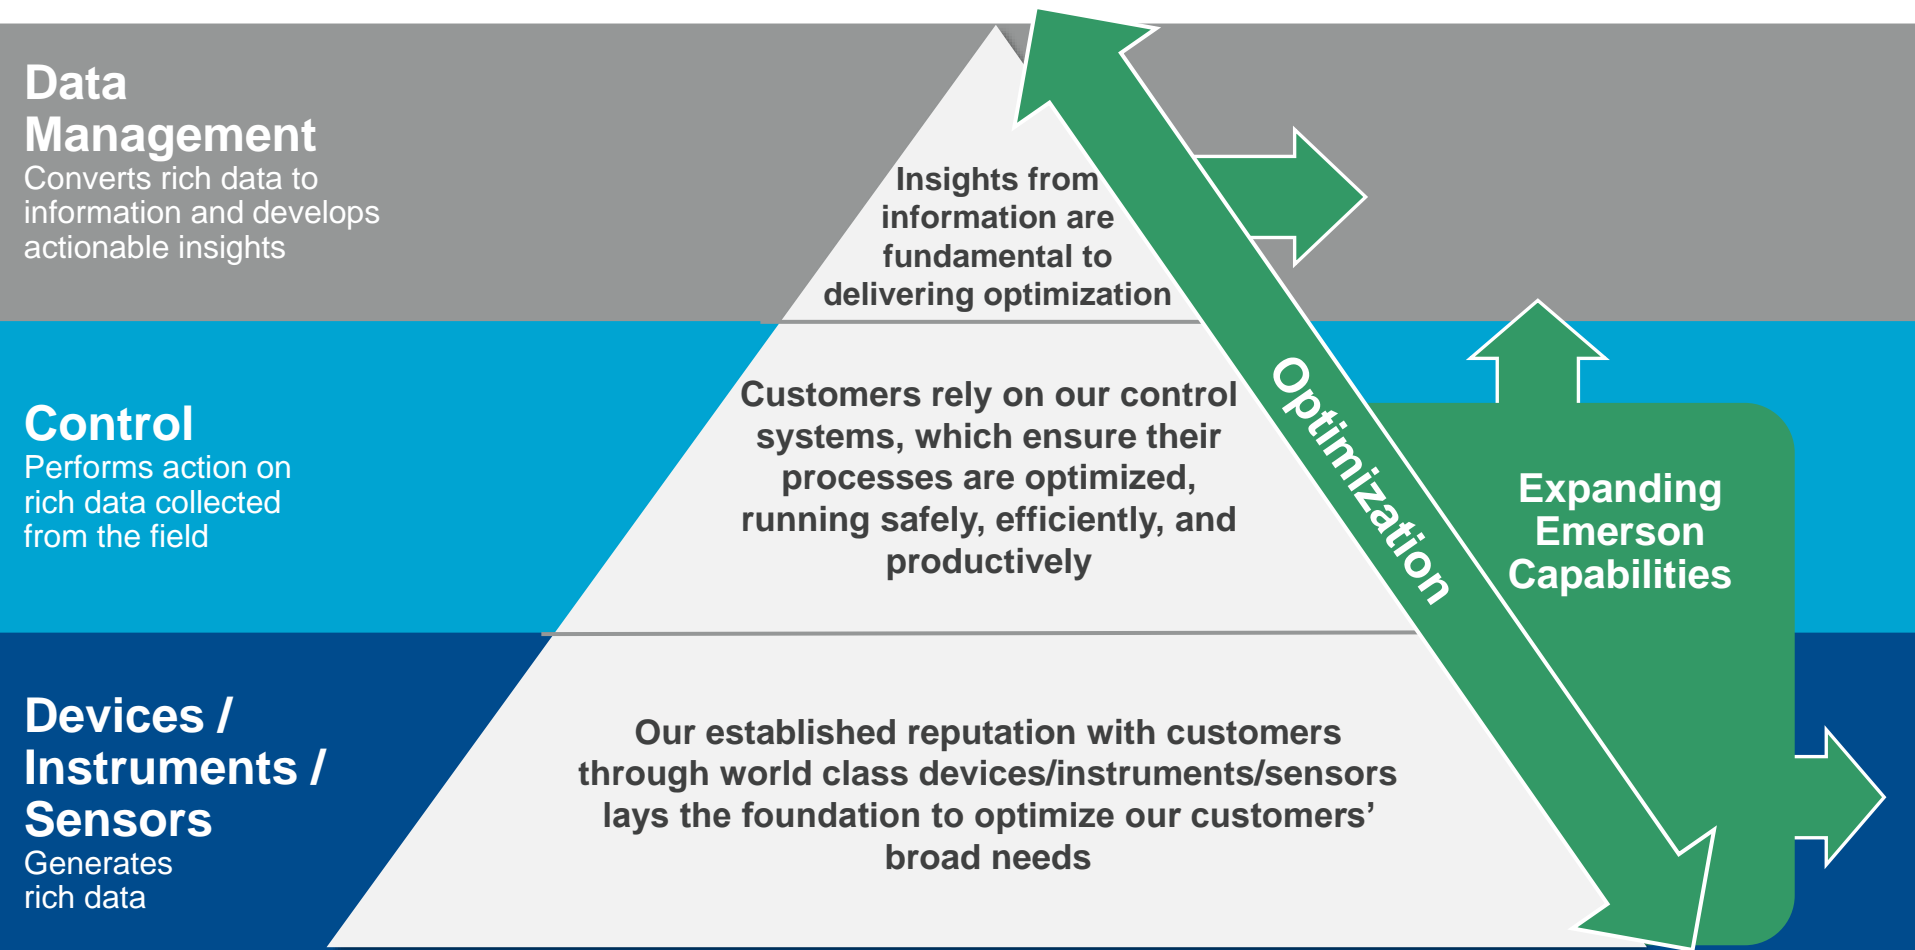 Data
Management
Converts rich data to
information and develops
actionable insights
Insights from
information are
fundamental to
delivering optimization
Control
Performs action on
rich data collected
from the field
Customers rely on our control
systems, which ensure their
processes are optimized,
running safely, efficiently, and
productively
Optimization
Expanding
Emerson
Capabilities
Devices /
Instruments /
Sensors
Generates
rich data
Our established reputation with customers
through world class devices/instruments/sensors
lays the foundation to optimize our customers’
broad needs